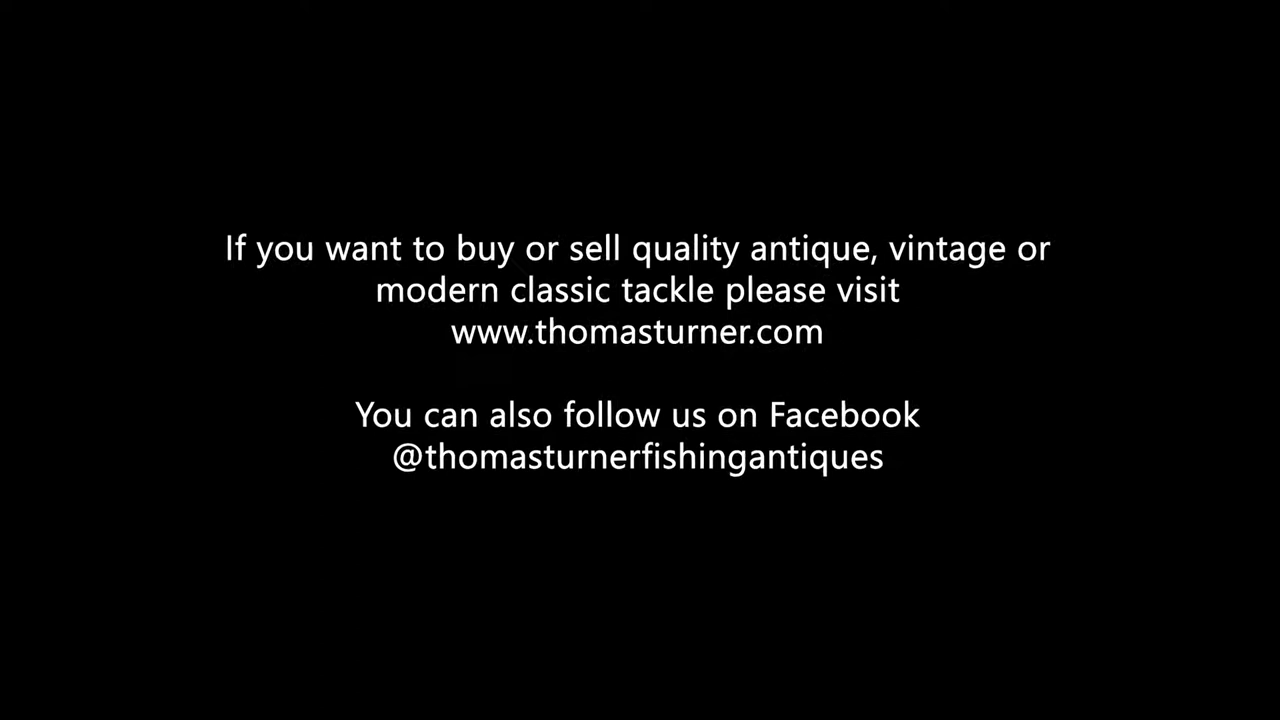 If you want to buy or sell quality antique, vintage or
modern classic tackle please visit
www.thomasturner.com
You can also follow us on Facebook
@thomasturnerfishingantiques